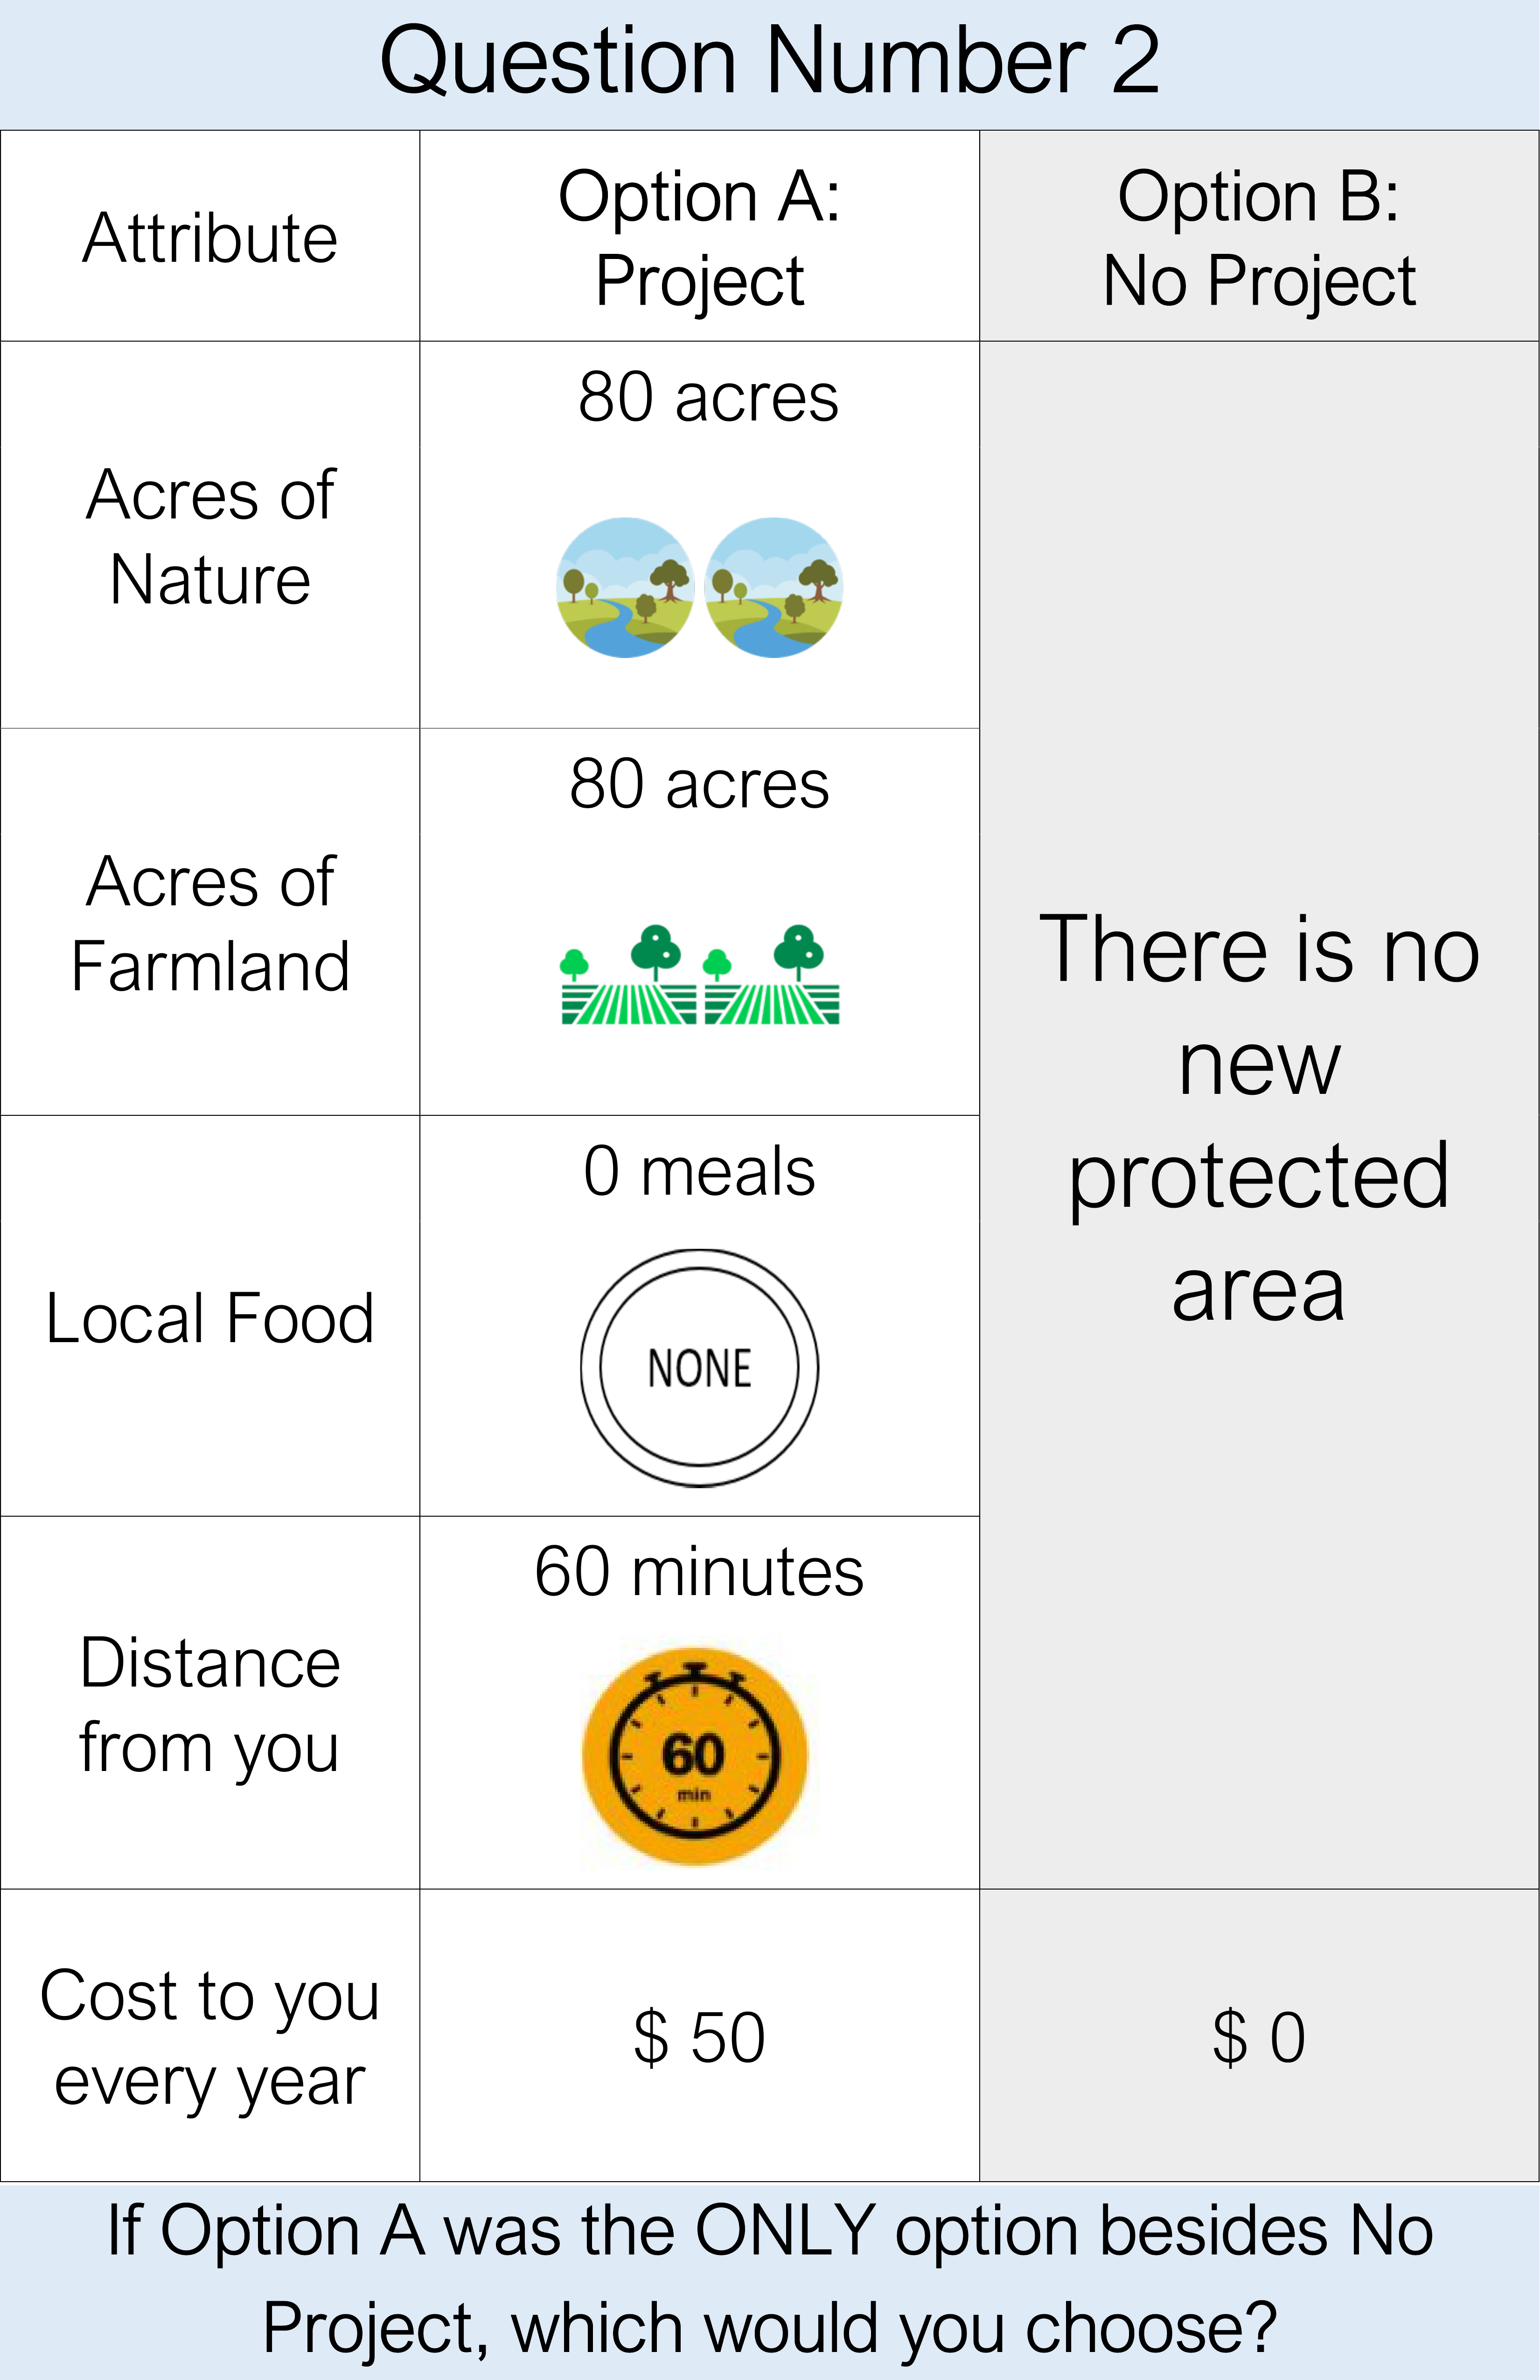 Question Number 2
Attribute
Option A:
Project
Option B:
No Project
Acres of
Nature
80 acres
Acres of
Farmland
80 acres
Local Food
0 meals
NONE
Distance
from you
60 minutes
60
min
There is no
new
protected
area
Cost to you
every year
$ 50
$ 0
If Option A was the ONLY option besides No
Project, which would you choose?